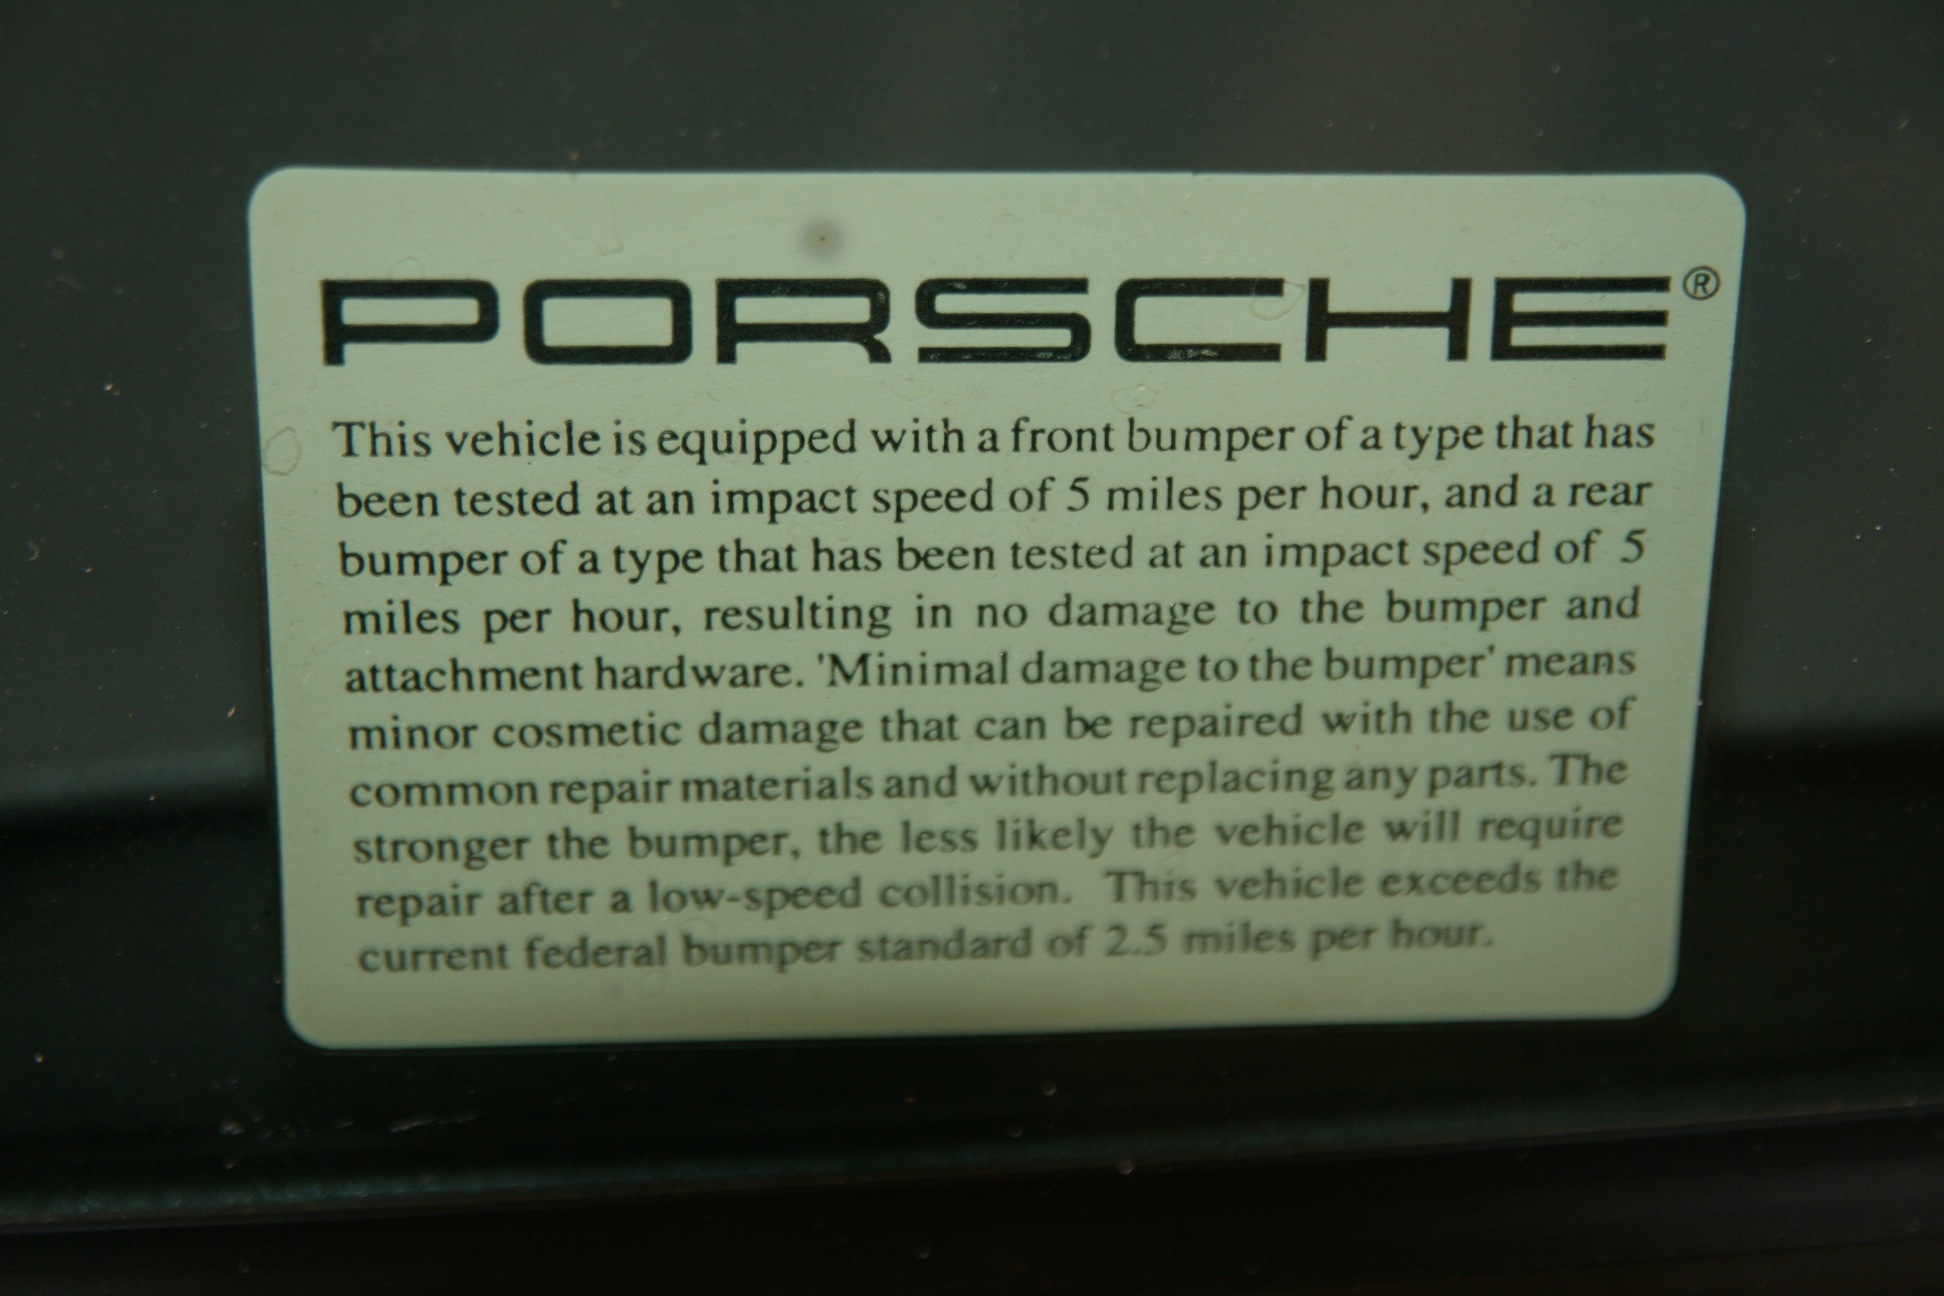 PORSCHE®
This vehicle is equipped with a front bumper of a type that has
been tested at an impact speed of 5 miles per hour, and a rear
bumper of a type that has been tested at an impact speed of 5
miles per hour, resulting in no damage to the bumper and
attachment hardware. 'Minimal damage to the bumper' means
minor cosmetic damage that can be repaired with the use of
common repair materials and without replacing any parts. The
stronger the bumper, the less likely the vehicle will require
repair after a low-speed collision. This vehicle exceeds the
current federal bumper standard of 2.5 miles per hour.